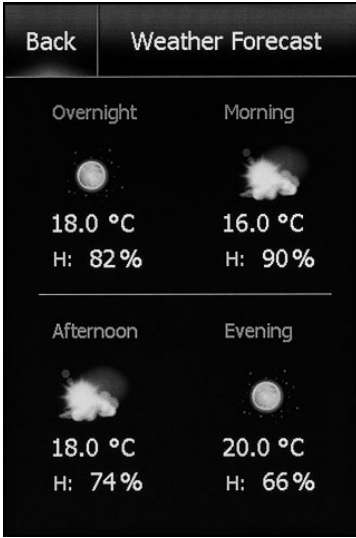 Back Weather Forecast
Overnight Morning
18.0 °C 16.0 °C
H: 82% H: 90%
Afternoon Evening
18.0 °C 20.0 °C
H: 74% H: 66%